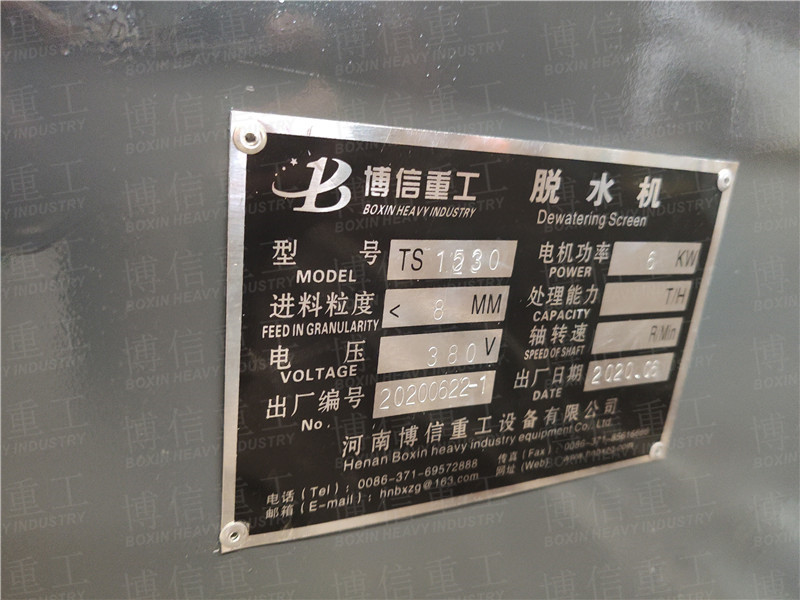 博信重工
BOXIN HEAVY INDUSTRY
脱水机
Dewatering Screen
型号 TS 1530
MODEL
电机功率 6 KW
POWER
进料粒度 < 8 MM
FEED IN GRANULARITY
处理能力 T/H
CAPACITY
电压 380 V
VOLTAGE
轴转速 R/Min
SPEED OF SHAFT
出厂编号 20200622-1
No.
出厂日期 2020.06
DATE
河南博信重工设备有限公司
Henan Boxin heavy industry equipment Co., Ltd.
电话(Tel): 0086-371-69572888
传真(Fax): 0086-371-
邮箱(E-mail): hnbxzg@163.com
网址(Web):